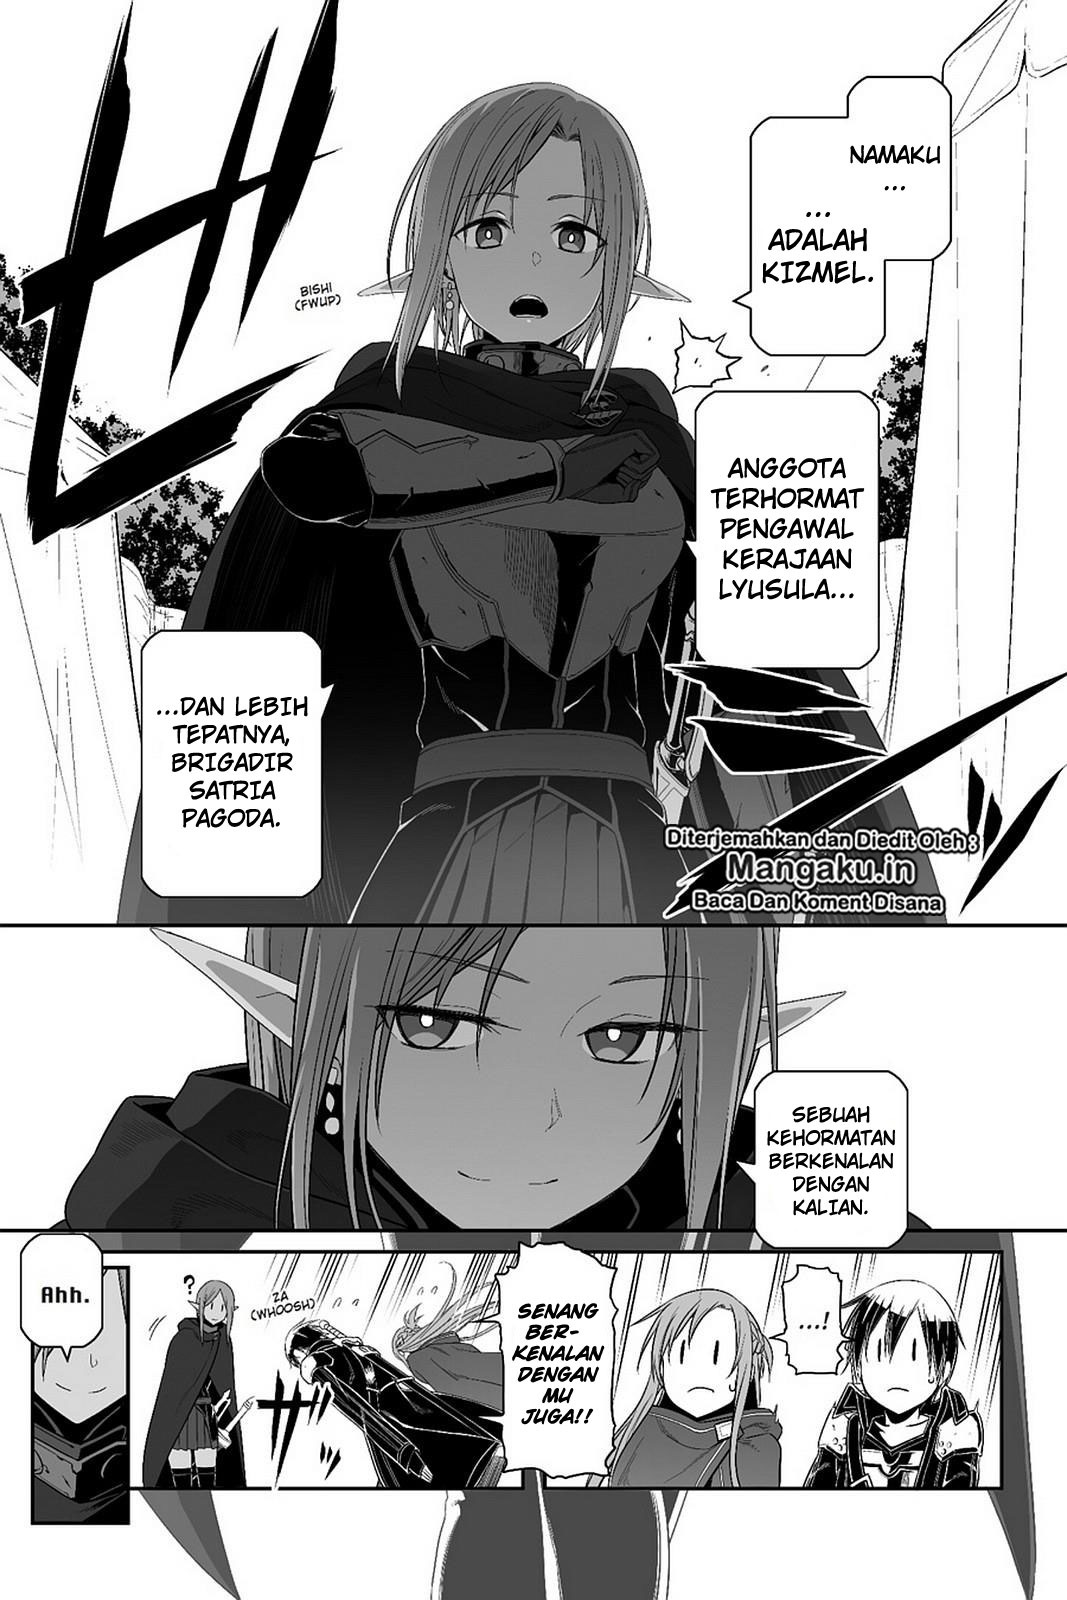 NAMAKU
...
...
ADALAH
KIZMEL.
ビッ
BISHI
(FWUP)
ANGGOTA
TERHORMAT
PENGAWAL
KERAJAAN
LYUSULA...
...DAN LEBIH
TEPATNYA,
BRIGADIR
SATRIA
PAGODA.
Diterjemahkan dan Diedit Oleh :
Mangaku.in
Baca Dan Koment Disana
SEBUAH
KEHORMATAN
BERKENALAN
DENGAN
KALIAN.
...!
SENANG
BER-
KENALAN
DENGAN
MU
JUGA!!
ZA
(WHOOSH)
?
Ahh.